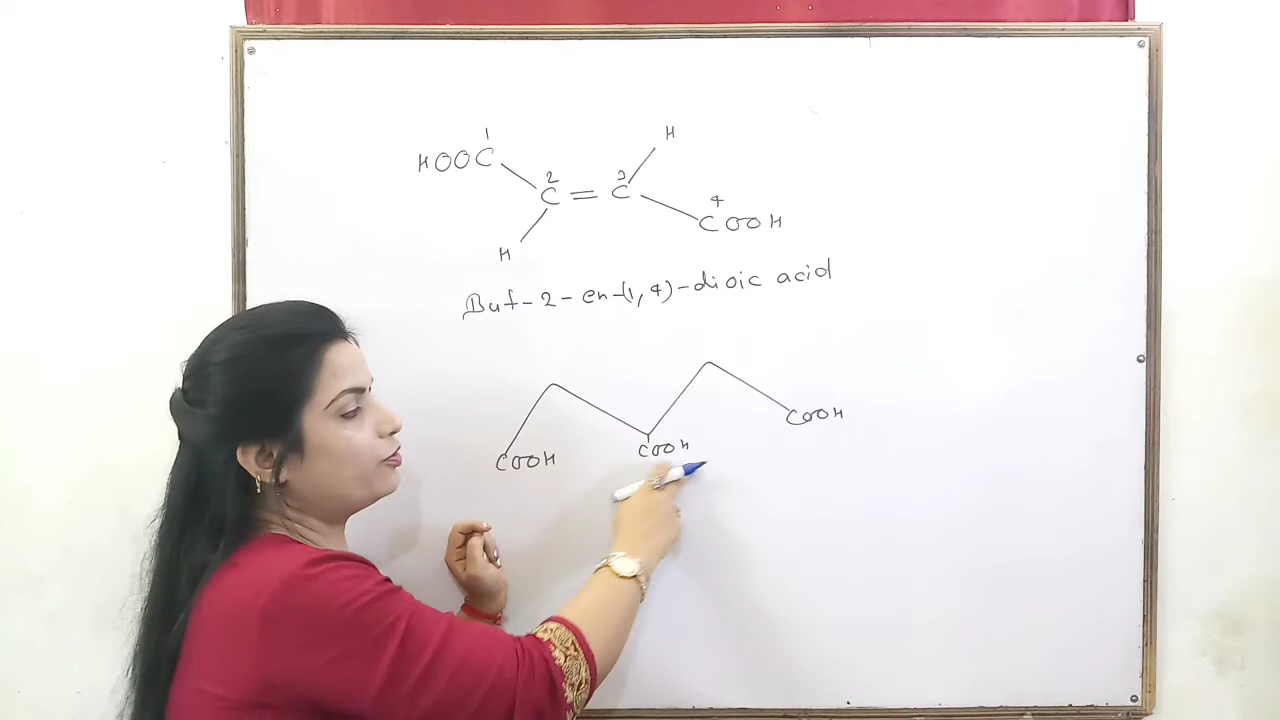 1
HOOC
H
2 3
C = C
4
COOH
H
But-2-en-(1,4)-dioic acid
COOH COOH COOH